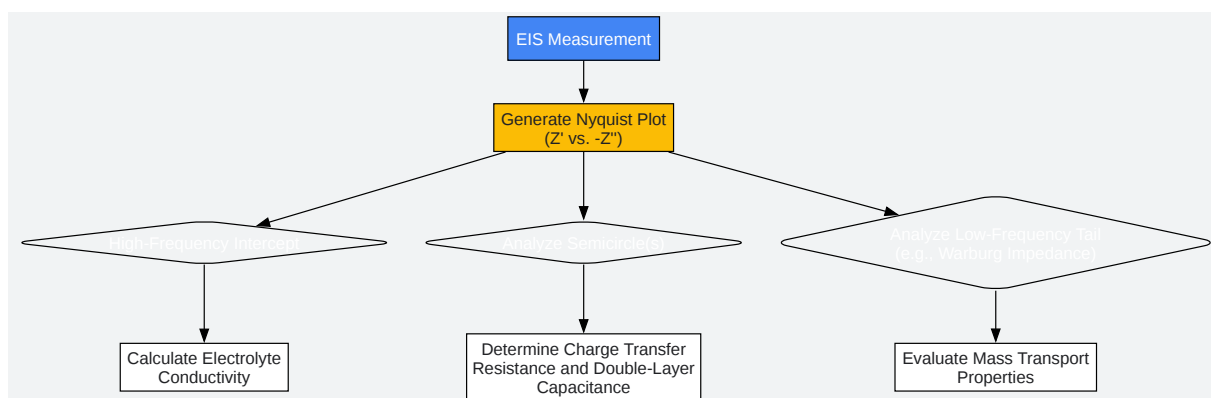 EIS Measurement
Generate Nyquist Plot
(Z' vs. -Z'')
High-Frequency Intercept
Analyze Semicircle(s)
Analyze Low-Frequency Tail
(e.g., Warburg Impedance)
Calculate Electrolyte
Conductivity
Determine Charge Transfer
Resistance and Double-Layer
Capacitance
Evaluate Mass Transport
Properties